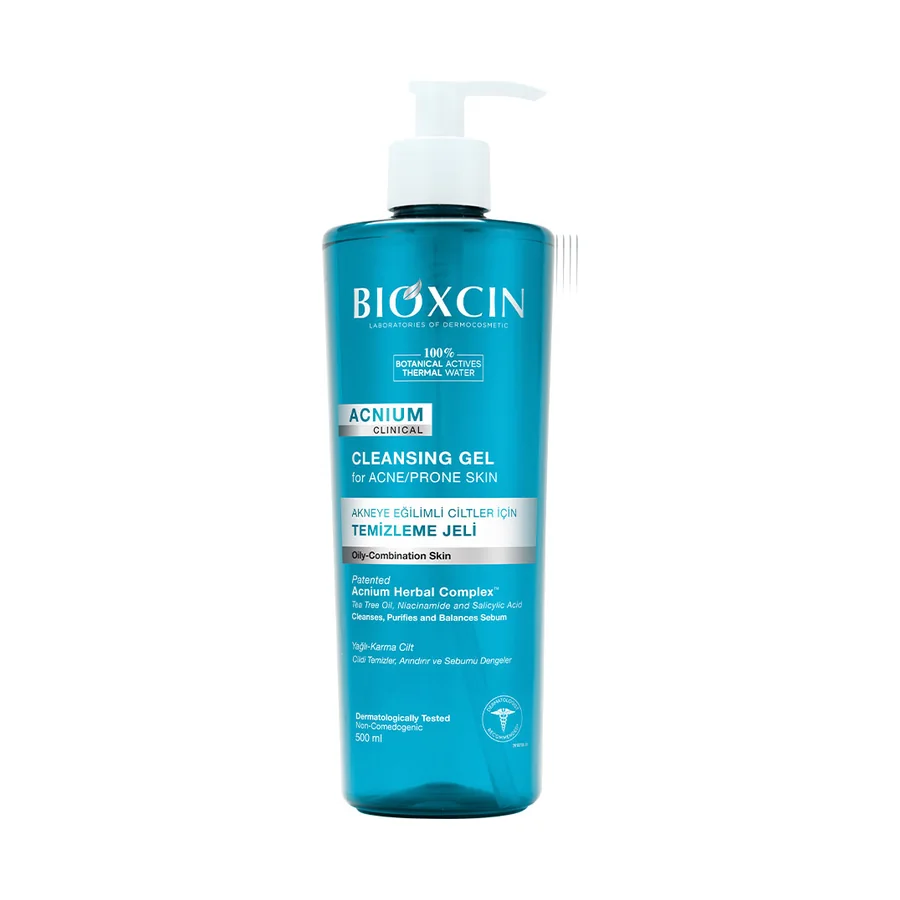 BIOXCIN
LABORATORIES OF DERMOCOSMETIC
100%
BOTANICAL ACTIVES
THERMAL WATER
ACNIUM
CLINICAL
CLEANSING GEL
for ACNE/PRONE SKIN
AKNEYE EĞİLİMLİ CİLTLER İÇİN
TEMİZLEME JELİ
Oily-Combination Skin
Patented
Acnium Herbal Complex™
Tea Tree Oil, Niacinamide and Salicylic Acid
Cleanses, Purifies and Balances Sebum
Yağlı-Karma Cilt
Cildi Temizler, Arındırır ve Sebumu Dengeler
Dermatologically Tested
Non-Comedogenic
500 ml
DERMATOLOGIST
RECOMMENDED